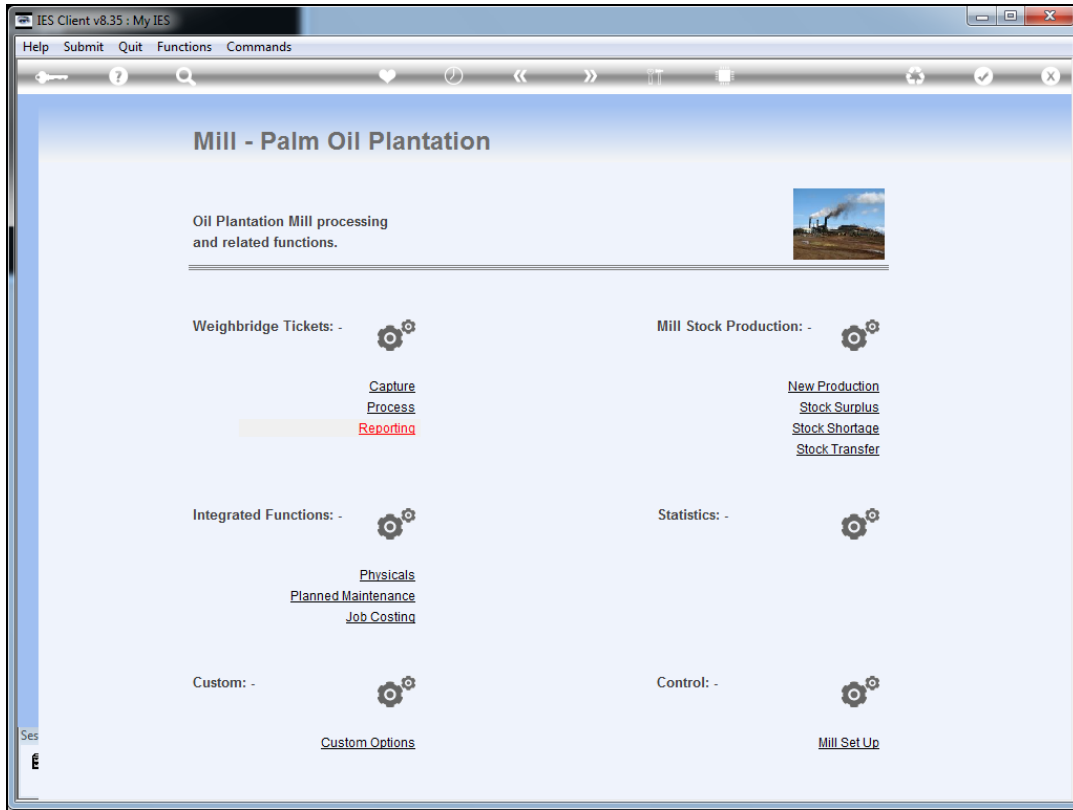 IES Client v8.35 : My IES
Help Submit Quit Functions Commands
Mill - Palm Oil Plantation
Oil Plantation Mill processing
and related functions.
Weighbridge Tickets: -
Capture
Process
Reporting
Mill Stock Production: -
New Production
Stock Surplus
Stock Shortage
Stock Transfer
Integrated Functions: -
Physicals
Planned Maintenance
Job Costing
Statistics: -
Custom: -
Custom Options
Control: -
Mill Set Up
Ses